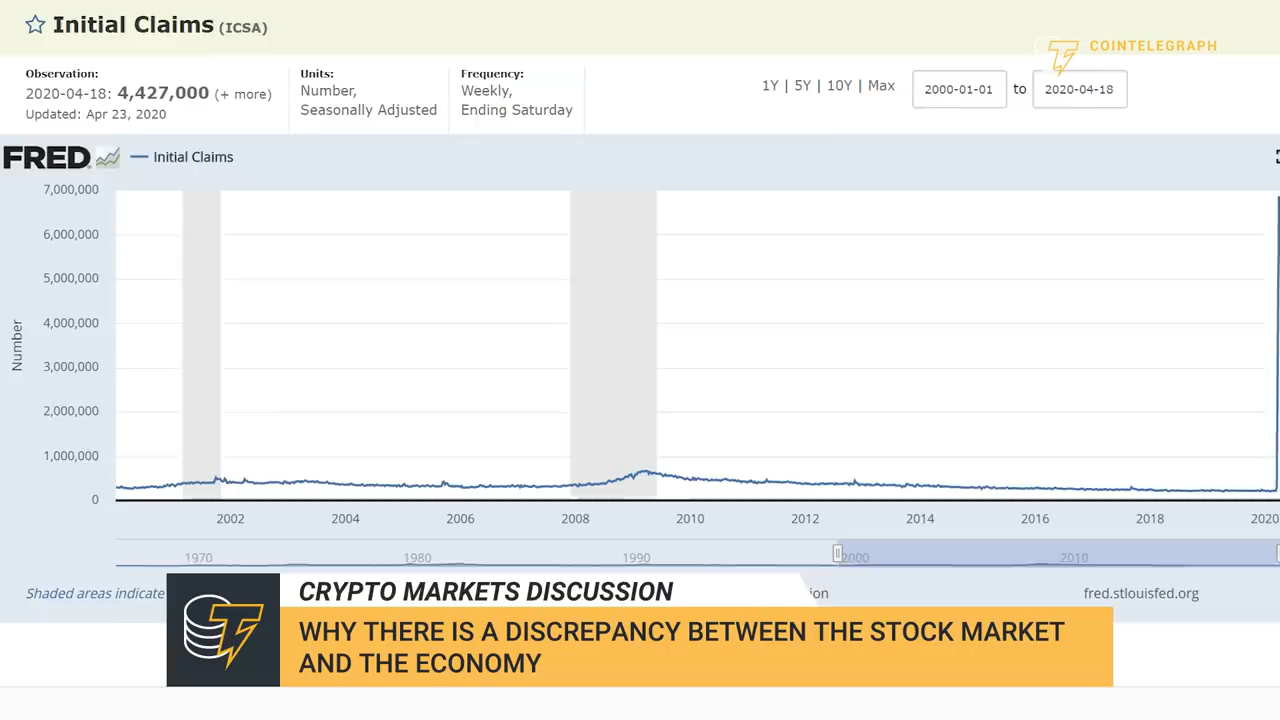 Initial Claims (ICSA)
COINTELEGRAPH
Observation:
2020-04-18: 4,427,000 (+ more)
Updated: Apr 23, 2020
Units:
Number,
Seasonally Adjusted
Frequency:
Weekly,
Ending Saturday
1Y | 5Y | 10Y | Max
2000-01-01 to 2020-04-18
FRED
Initial Claims
7,000,000
6,000,000
5,000,000
4,000,000
3,000,000
2,000,000
1,000,000
0
Number
2002 2004 2006 2008 2010 2012 2014 2016 2018 2020
1970 1980 1990 2000 2010
Shaded areas indicate
fred.stlouisfed.org
CRYPTO MARKETS DISCUSSION
WHY THERE IS A DISCREPANCY BETWEEN THE STOCK MARKET
AND THE ECONOMY